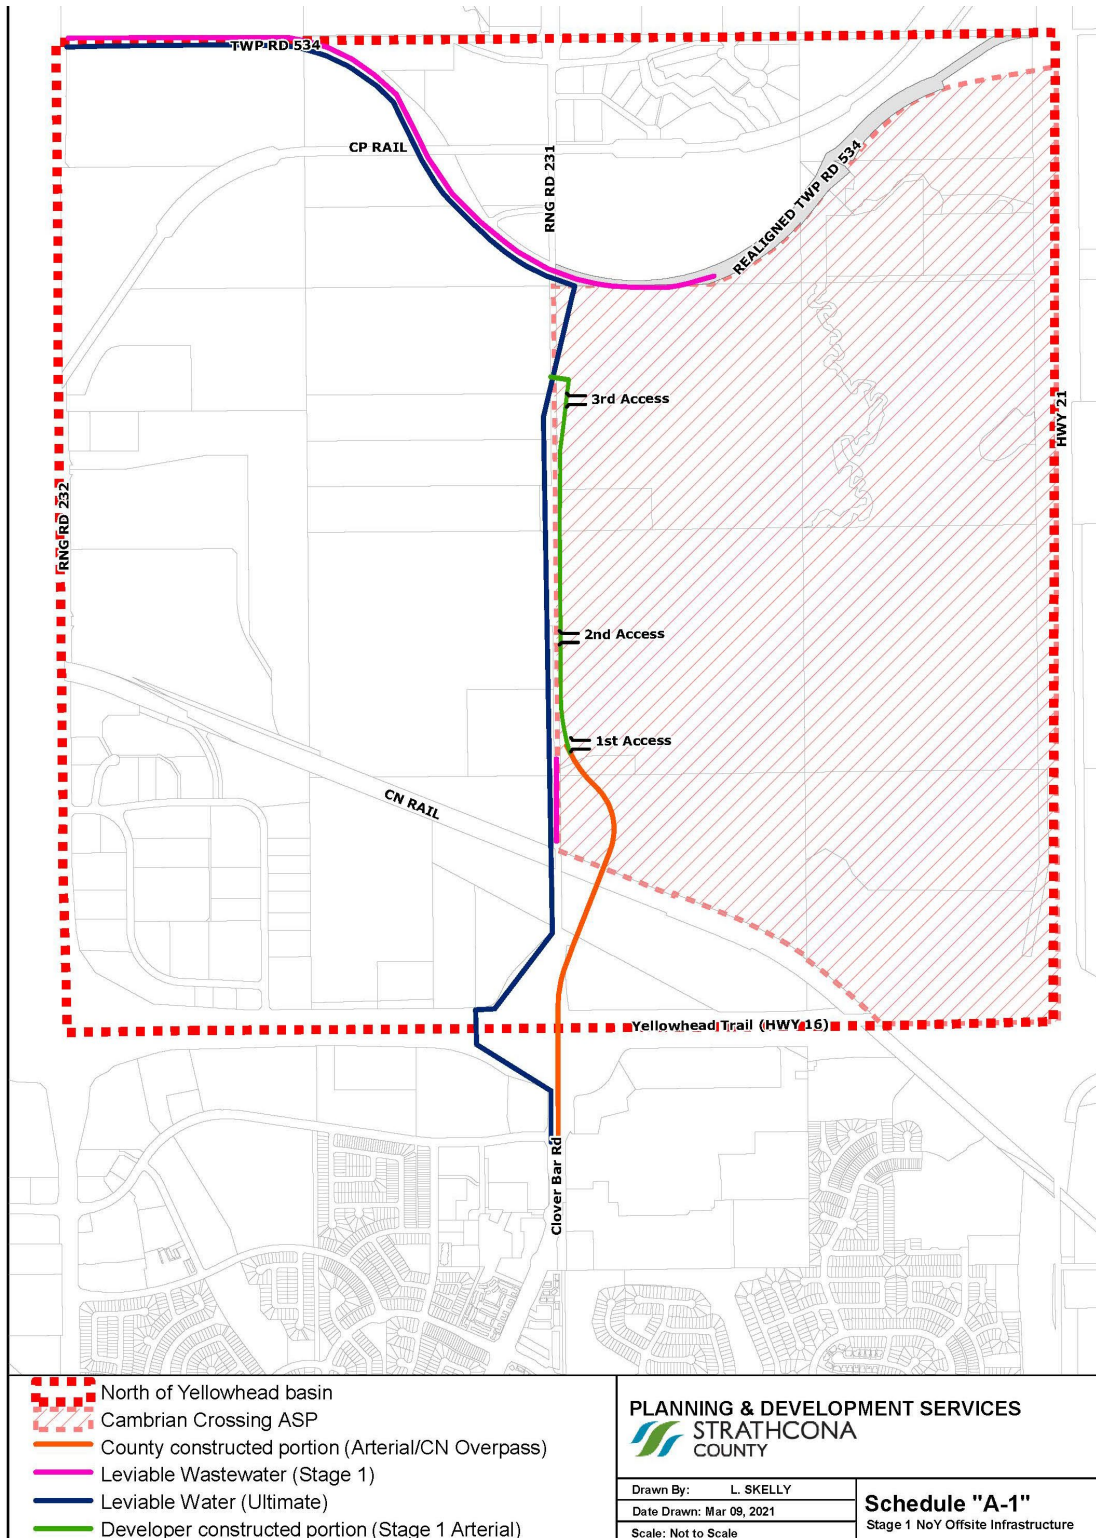 TWP RD 534
CP RAIL
RNG RD 231
REALIGNED TWP RD 534
3rd Access
HWY 21
RNG RD 232
2nd Access
1st Access
CN RAIL
Yellowhead Trail (HWY 16)
Clover Bar Rd
North of Yellowhead basin
Cambrian Crossing ASP
County constructed portion (Arterial/CN Overpass)
Leviable Wastewater (Stage 1)
Leviable Water (Ultimate)
Developer constructed portion (Stage 1 Arterial)
PLANNING & DEVELOPMENT SERVICES
STRATHCONA
COUNTY
Drawn By: L. SKELLY
Date Drawn: Mar 09, 2021
Scale: Not to Scale
Schedule "A-1"
Stage 1 NoY Offsite Infrastructure